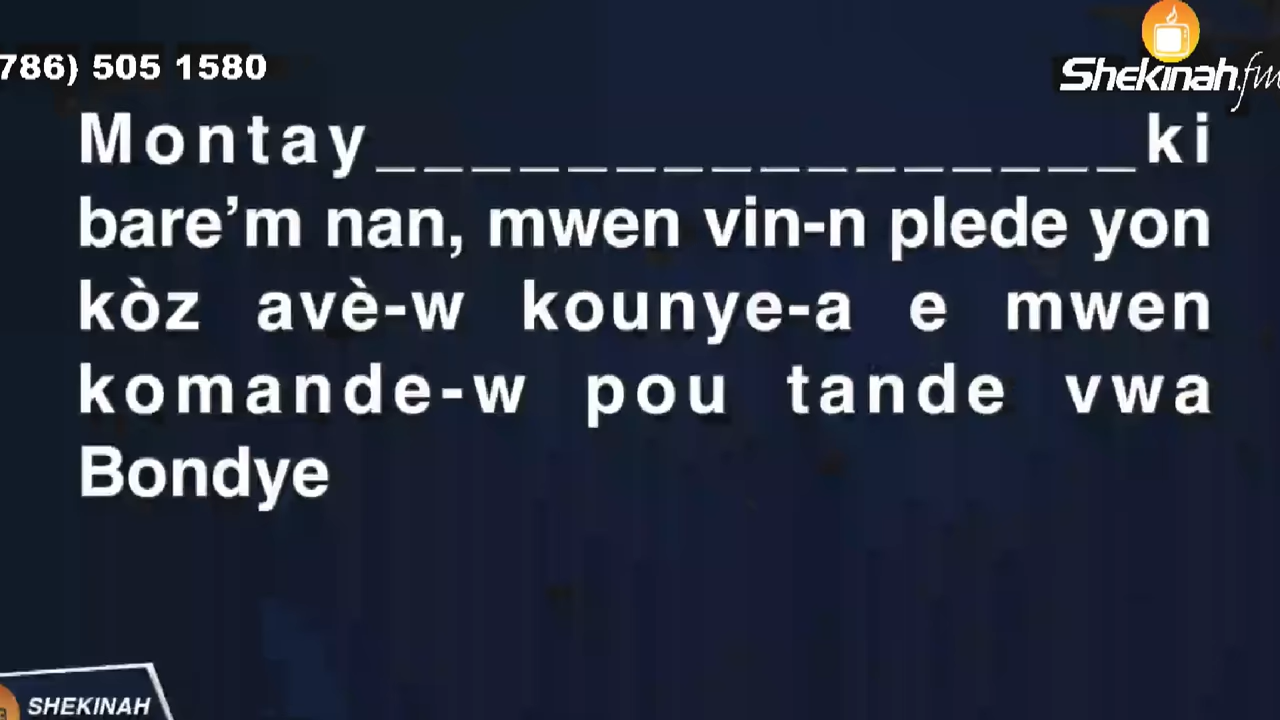 786) 505 1580
Shekinah.fm
Montay________________ki
bare’m nan, mwen vin-n plede yon
kòz avè-w kounye-a e mwen
komande-w pou tande vwa
Bondye
SHEKINAH